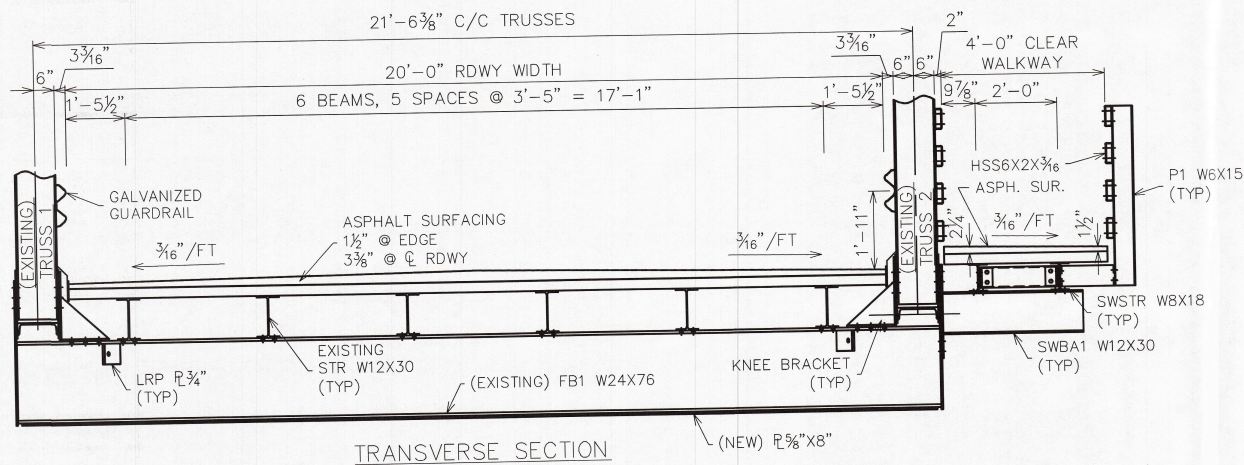 21'-6⅜" C/C TRUSSES
2"
3³⁄₁₆"
3³⁄₁₆"
4'-0" CLEAR
WALKWAY
6"
20'-0" RDWY WIDTH
6"
6"
1'-5½"
6 BEAMS, 5 SPACES @ 3'-5" = 17'-1"
1'-5½"
9⅞"
2'-0"
HSS6X2X³⁄₁₆
ASPH. SUR.
P1 W6X15
(TYP)
GALVANIZED
GUARDRAIL
(EXISTING)
TRUSS 1
(EXISTING)
TRUSS 2
ASPHALT SURFACING
1½" @ EDGE
3⅜" @ ℄ RDWY
³⁄₁₆"/FT
³⁄₁₆"/FT
1'-11"
2¼"
³⁄₁₆"/FT
1½"
SWSTR W8X18
(TYP)
SWBA1 W12X30
(TYP)
EXISTING
STR W12X30
(TYP)
KNEE BRACKET
(TYP)
LRP ⅊¾"
(TYP)
(EXISTING) FB1 W24X76
(NEW) ⅊⅝"X8"
TRANSVERSE SECTION